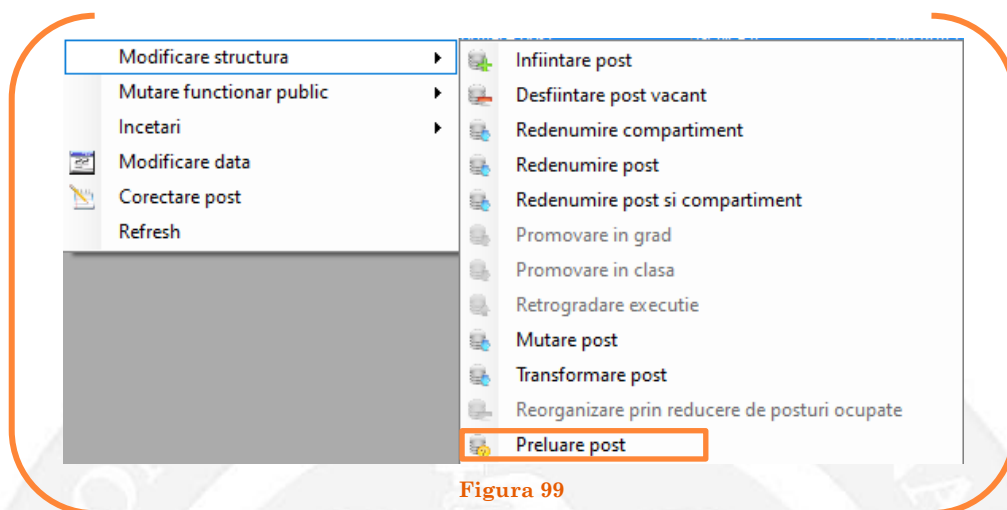 Modificare structura
Mutare functionar public
Incetari
Modificare data
Corectare post
Refresh
Infiintare post
Desfiintare post vacant
Redenumire compartiment
Redenumire post
Redenumire post si compartiment
Promovare in grad
Promovare in clasa
Retrogradare executie
Mutare post
Transformare post
Reorganizare prin reducere de posturi ocupate
Preluare post
Figura 99